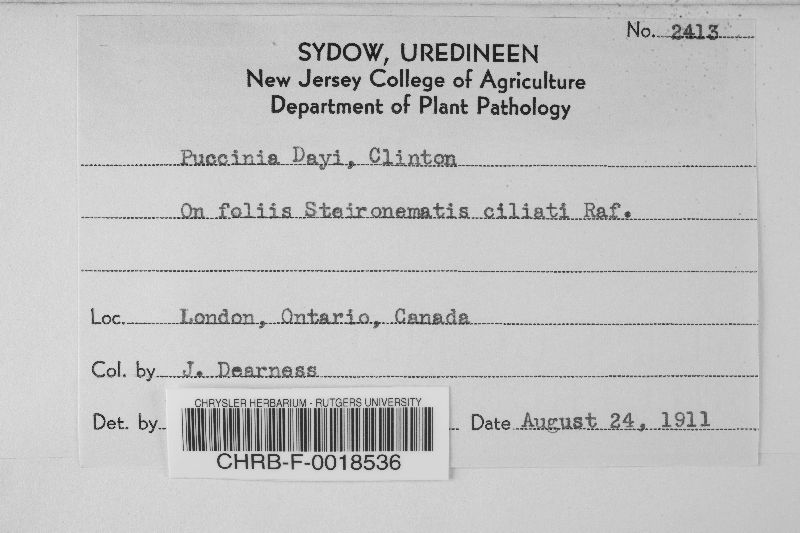 No. 2413
SYDOW, UREDINEEN
New Jersey College of Agriculture
Department of Plant Pathology
Puccinia Dayi, Clinton
On foliis Steironematis ciliati Raf.
Loc. London, Ontario, Canada
Col. by J. Dearness
Det. by Date August 24, 1911
CHRYSLER HERBARIUM - RUTGERS UNIVERSITY
CHRB-F-0018536